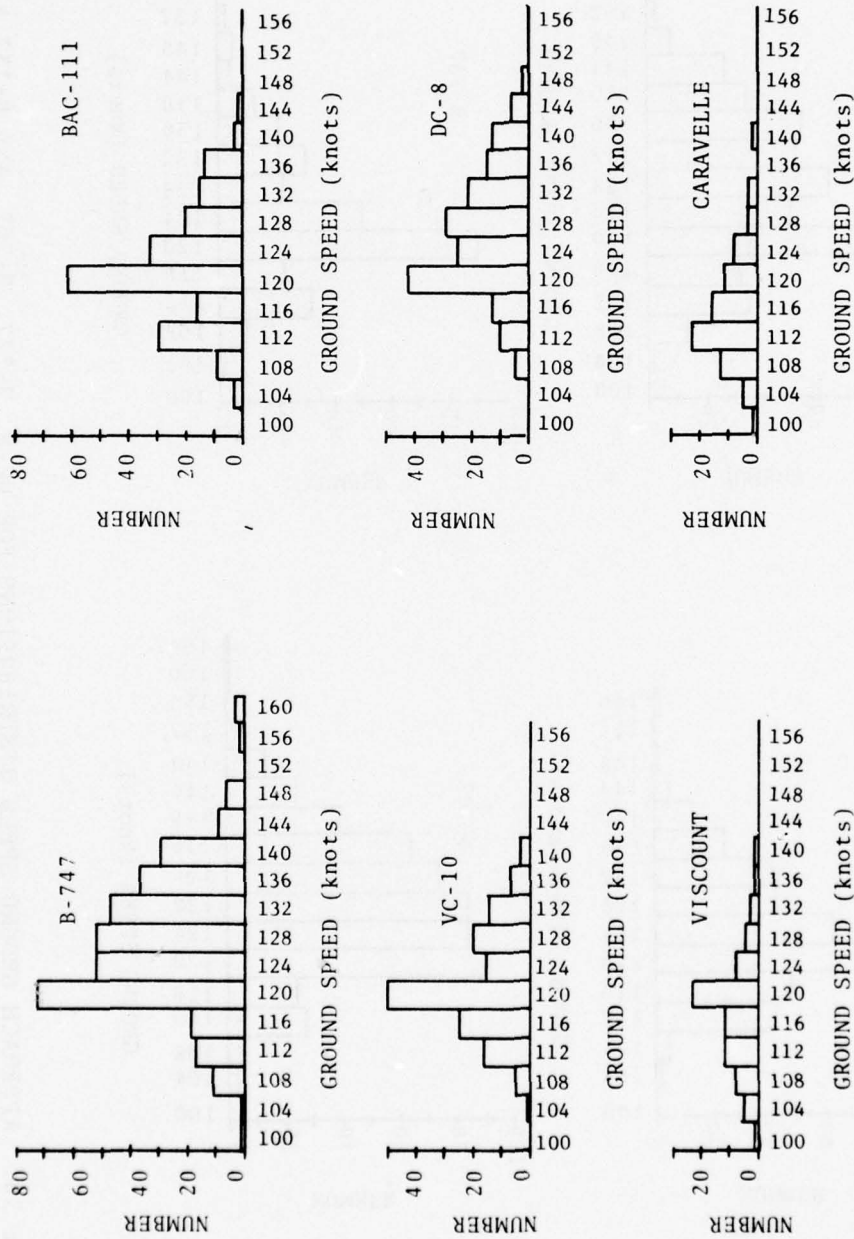 B-747
NUMBER
80
60
40
20
0
100 104 108 112 116 120 124 128 132 136 140 144 148 152 156 160
GROUND SPEED (knots)
BAC-111
NUMBER
80
60
40
20
0
100 104 108 112 116 120 124 128 132 136 140 144 148 152 156
GROUND SPEED (knots)
VC-10
NUMBER
40
20
0
100 104 108 112 116 120 124 128 132 136 140 144 148 152 156
GROUND SPEED (knots)
DC-8
NUMBER
40
20
0
100 104 108 112 116 120 124 128 132 136 140 144 148 152 156
GROUND SPEED (knots)
VISCOUNT
NUMBER
20
0
100 104 108 112 116 120 124 128 132 136 140 144 148 152 156
GROUND SPEED (knots)
CARAVELLE
NUMBER
20
0
100 104 108 112 116 120 124 128 132 136 140 144 148 152 156
GROUND SPEED (knots)